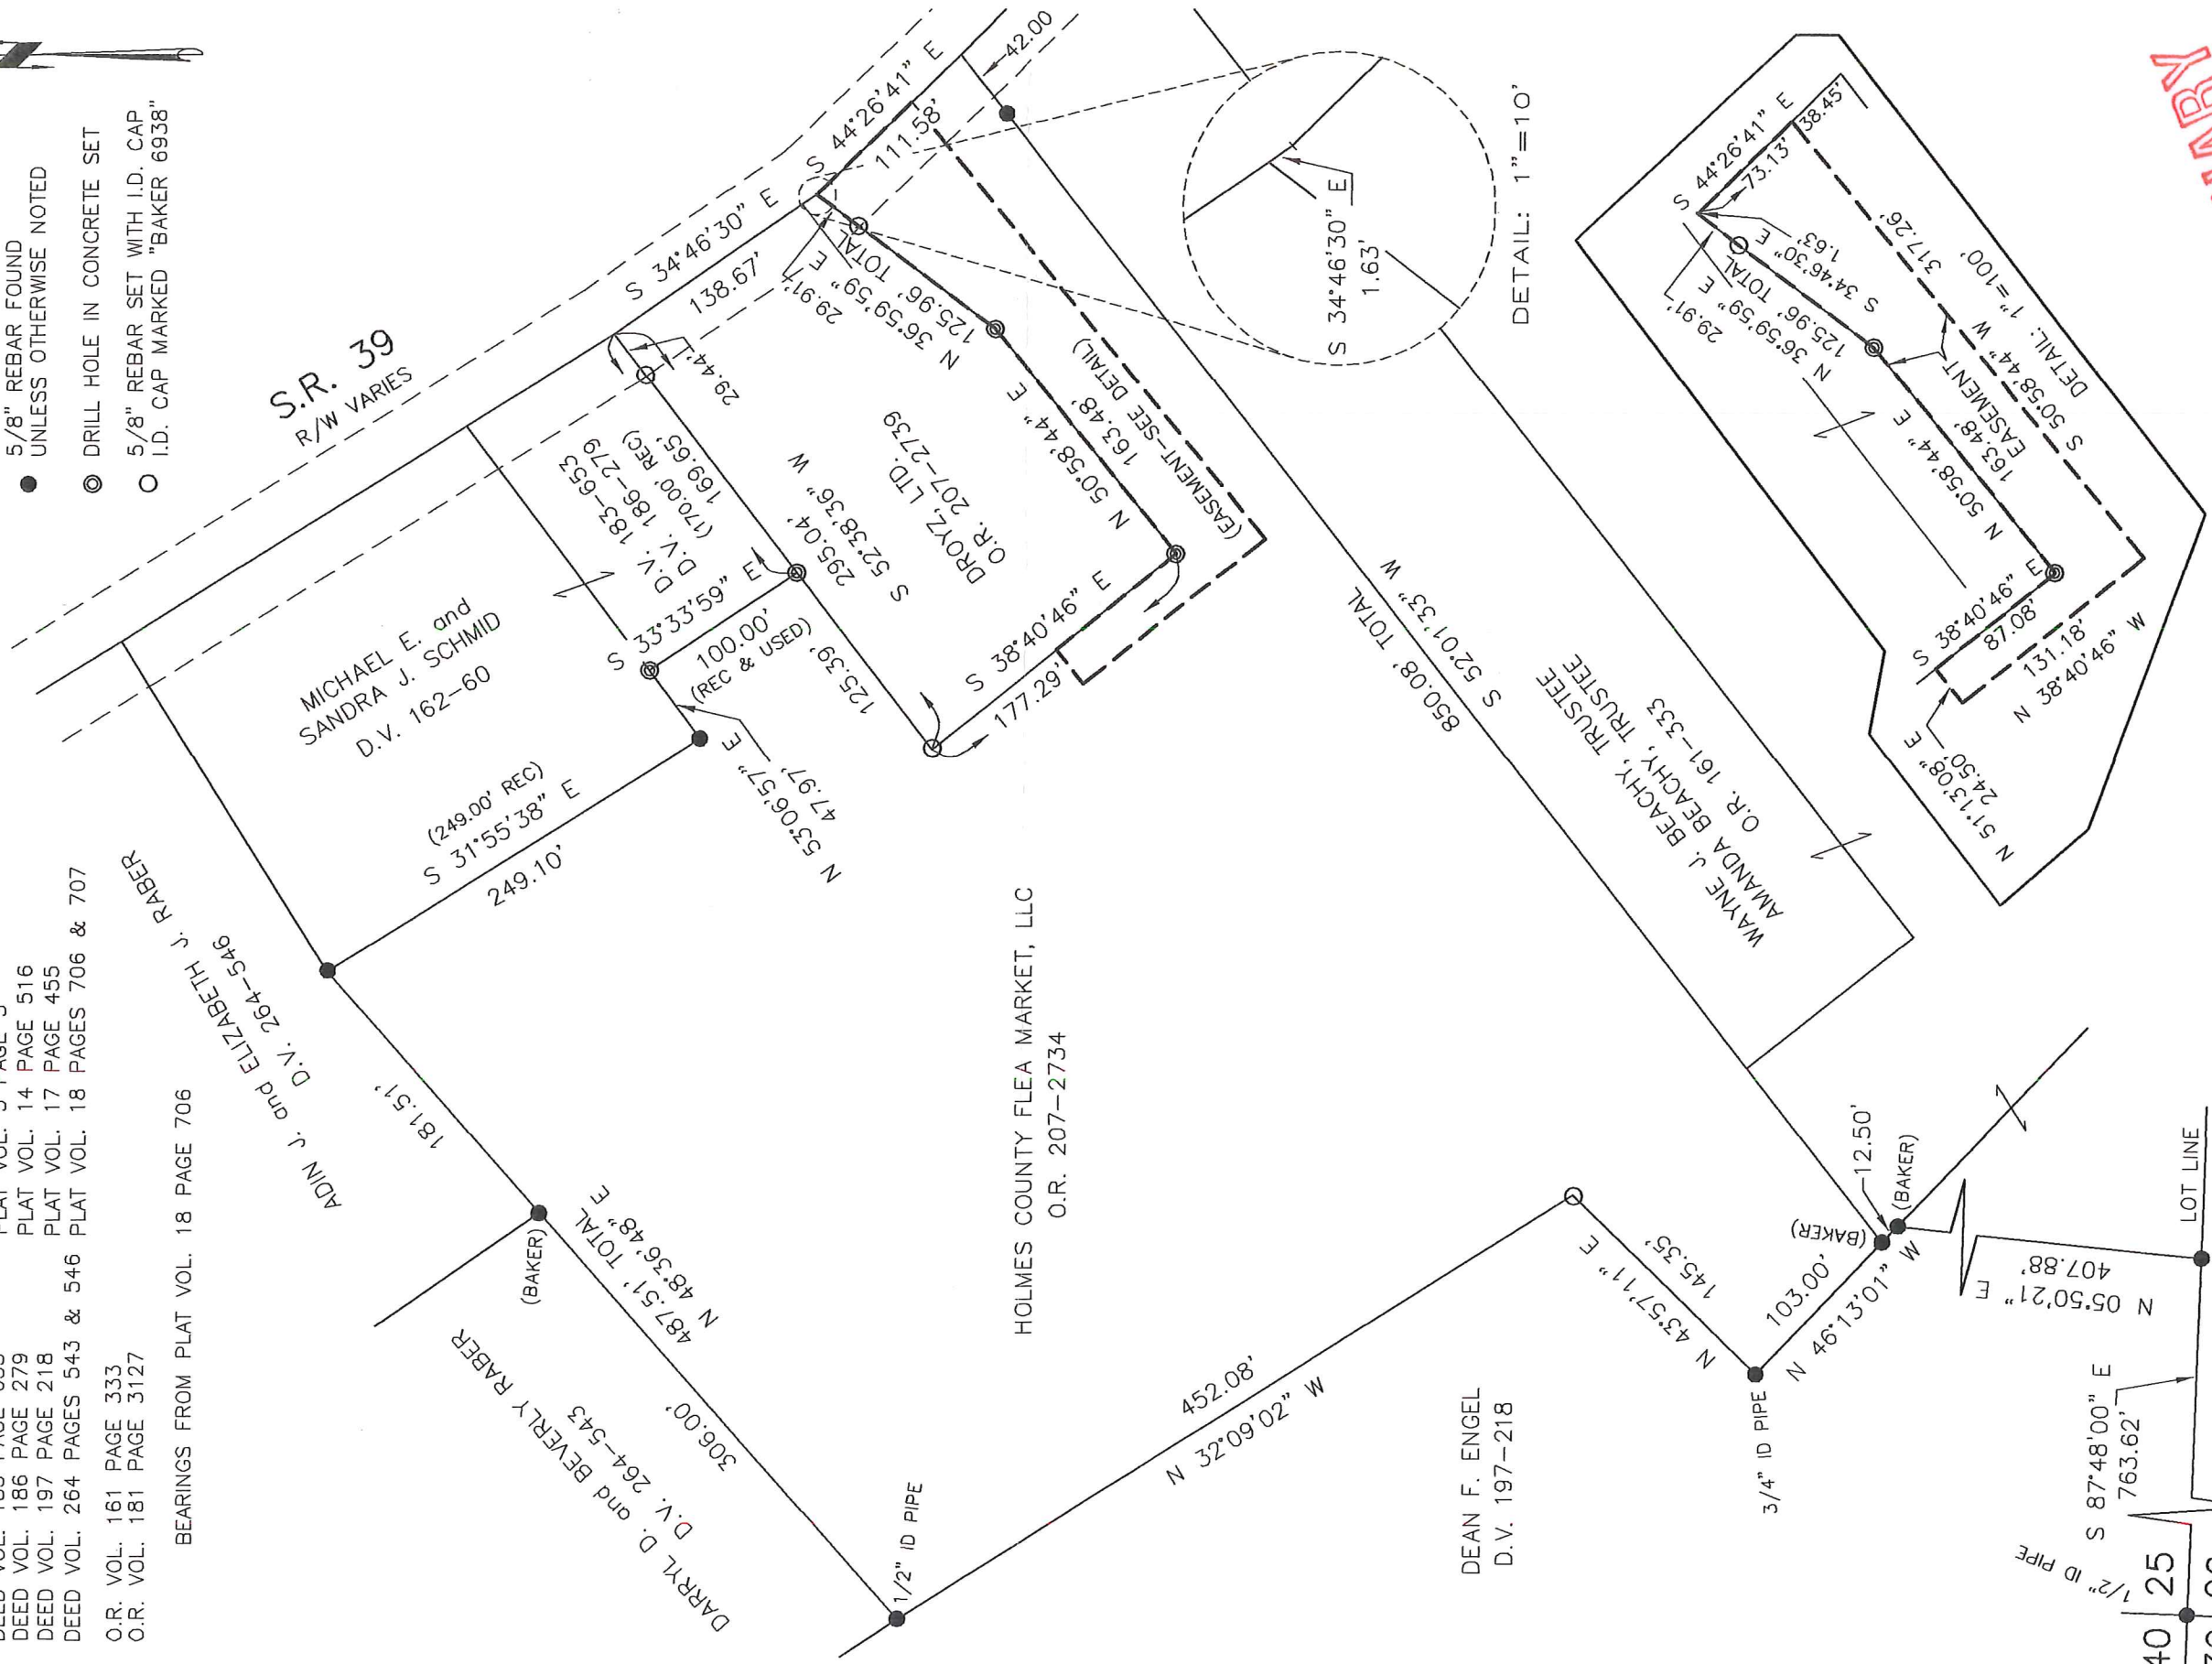 5/8" REBAR FOUND
UNLESS OTHERWISE NOTED
DRILL HOLE IN CONCRETE SET
5/8" REBAR SET WITH I.D. CAP
I.D. CAP MARKED "BAKER 6938"
DEED VOL. 186 PAGE 279
DEED VOL. 197 PAGE 218
DEED VOL. 264 PAGES 543 & 546
O.R. VOL. 161 PAGE 333
O.R. VOL. 181 PAGE 3127
PLAT VOL. 14 PAGE 516
PLAT VOL. 17 PAGE 455
PLAT VOL. 18 PAGES 706 & 707
BEARINGS FROM PLAT VOL. 18 PAGE 706
S.R. 39
R/W VARIES
MICHAEL E. and
SANDRA J. SCHMID
D.V. 162-60
ADIN J. and ELIZABETH J. RABER
D.V. 264-546
(249.00' REC)
S 31°55'38" E
249.10'
N 53°06'57" E
47.97'
S 33°33'59" E
100.00'
(REC & USED)
D.V. 183-653
D.V. 186-279
(170.00' REC)
169.65'
29.44'
125.39'
295.04'
S 52°38'36" W
S 34°46'30" E
138.67'
DROYZ, LTD.
O.R. 207-2739
S 38°40'46" E
177.29'
N 50°58'44" E
163.48'
(EASEMENT-SEE DETAIL)
29.91'
N 36°59'59" E
125.96' TOTAL
S 44°26'41" E
111.58'
42.00
181.51'
(BAKER)
487.51' TOTAL
N 48°36'48" E
306.00'
DARRYL D. and BEVERLY RABER
D.V. 264-543
1/2" ID PIPE
HOLMES COUNTY FLEA MARKET, LLC
O.R. 207-2734
452.08'
N 32°09'02" W
DEAN F. ENGEL
D.V. 197-218
850.08' TOTAL
S 52°01'33" W
WAYNE J. BEACHY, TRUSTEE
AMANDA BEACHY, TRUSTEE
O.R. 161-333
S 34°46'30" E
1.63'
DETAIL: 1"=10'
S 44°26'41" E
73.13'
38.45'
29.91'
N 36°59'59" E
125.96' TOTAL
S 34°46'30" E
1.63'
317.26'
S 50°58'44" W
EASEMENT
163.48'
N 50°58'44" E
DETAIL: 1"=100'
S 38°40'46" E
87.08'
131.18'
N 38°40'46" W
N 51°13'08" E
24.50'
N 43°57'11" E
145.35'
3/4" ID PIPE
103.00'
N 46°13'01" W
(BAKER)
12.50'
(BAKER)
N 05°50'21" E
407.88'
LOT LINE
S 87°48'00" E
763.62'
1/2" ID PIPE
25